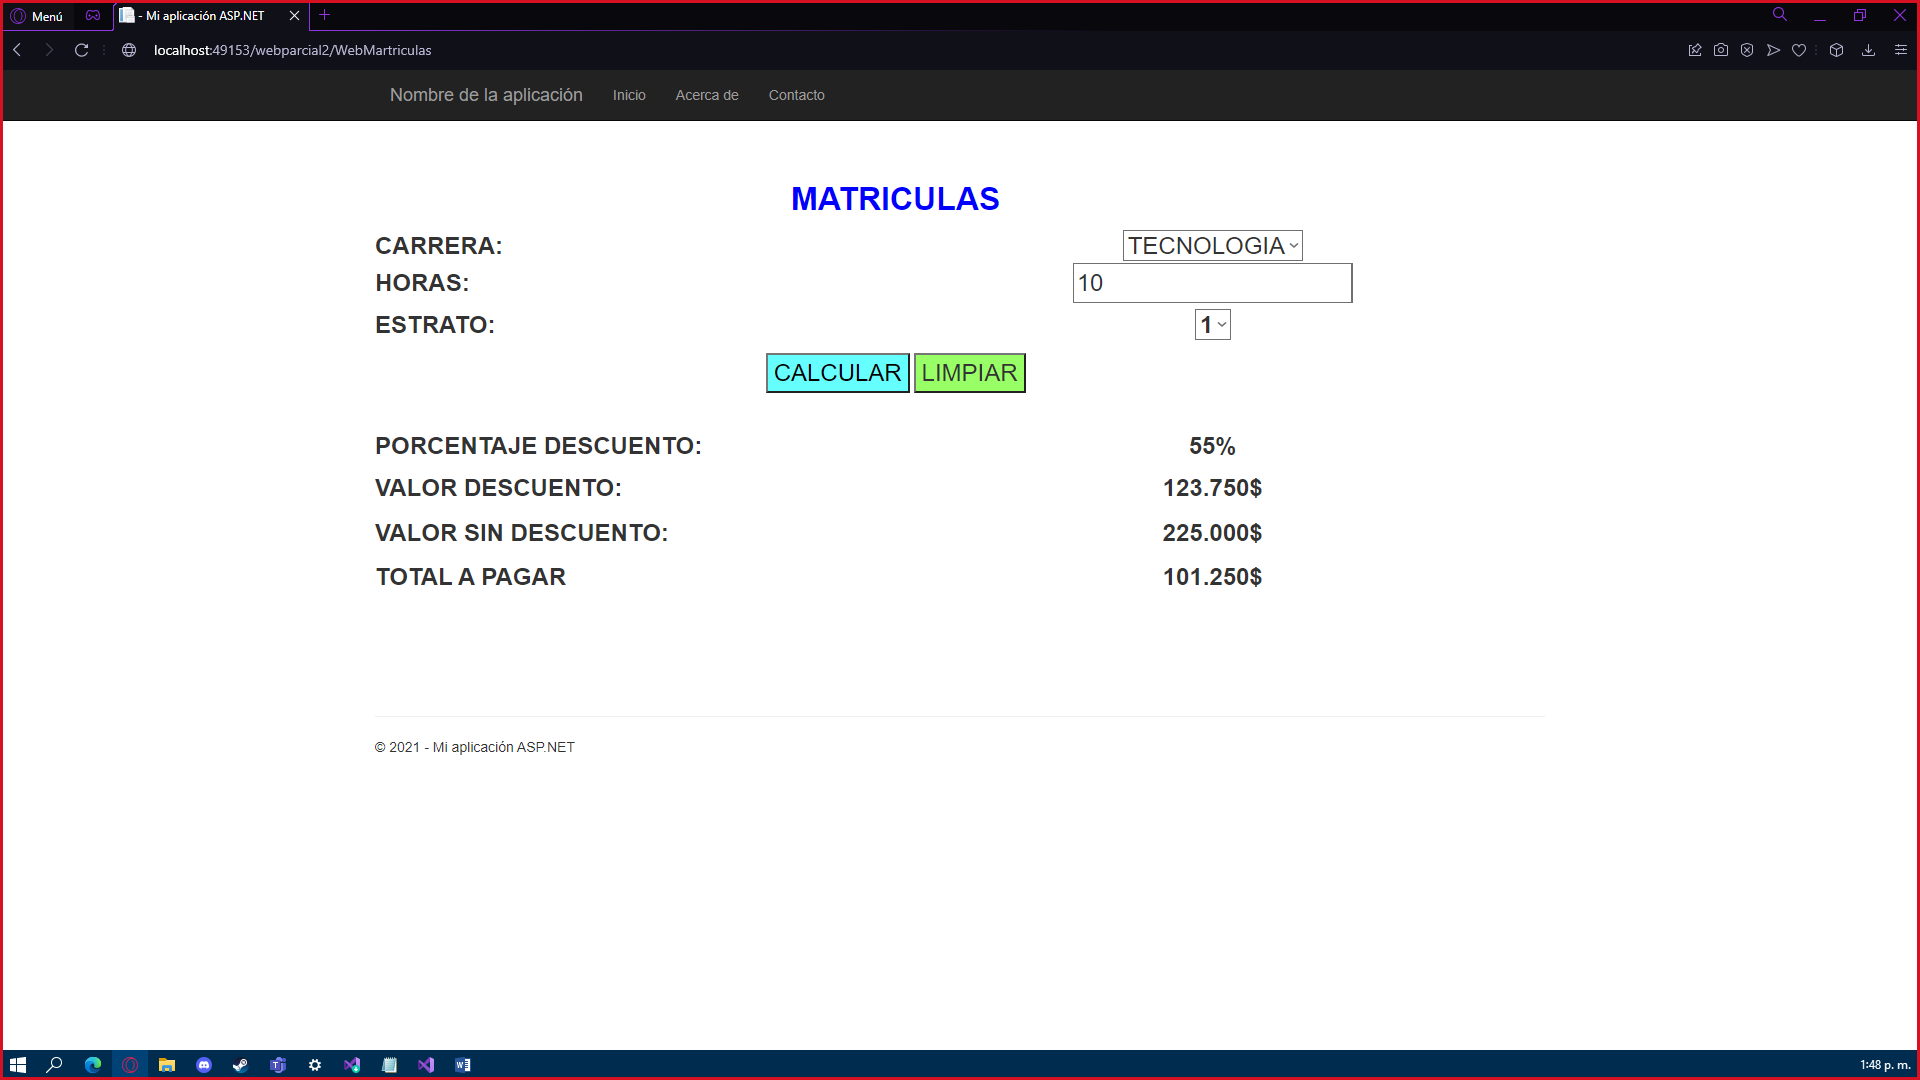 Menú
- Mi aplicación ASP.NET
localhost:49153/webparcial2/WebMartriculas
Nombre de la aplicación Inicio Acerca de Contacto
MATRICULAS
CARRERA: TECNOLOGIA
HORAS: 10
ESTRATO: 1
CALCULAR LIMPIAR
PORCENTAJE DESCUENTO: 55%
VALOR DESCUENTO: 123.750$
VALOR SIN DESCUENTO: 225.000$
TOTAL A PAGAR 101.250$
© 2021 - Mi aplicación ASP.NET
1:48 p. m.